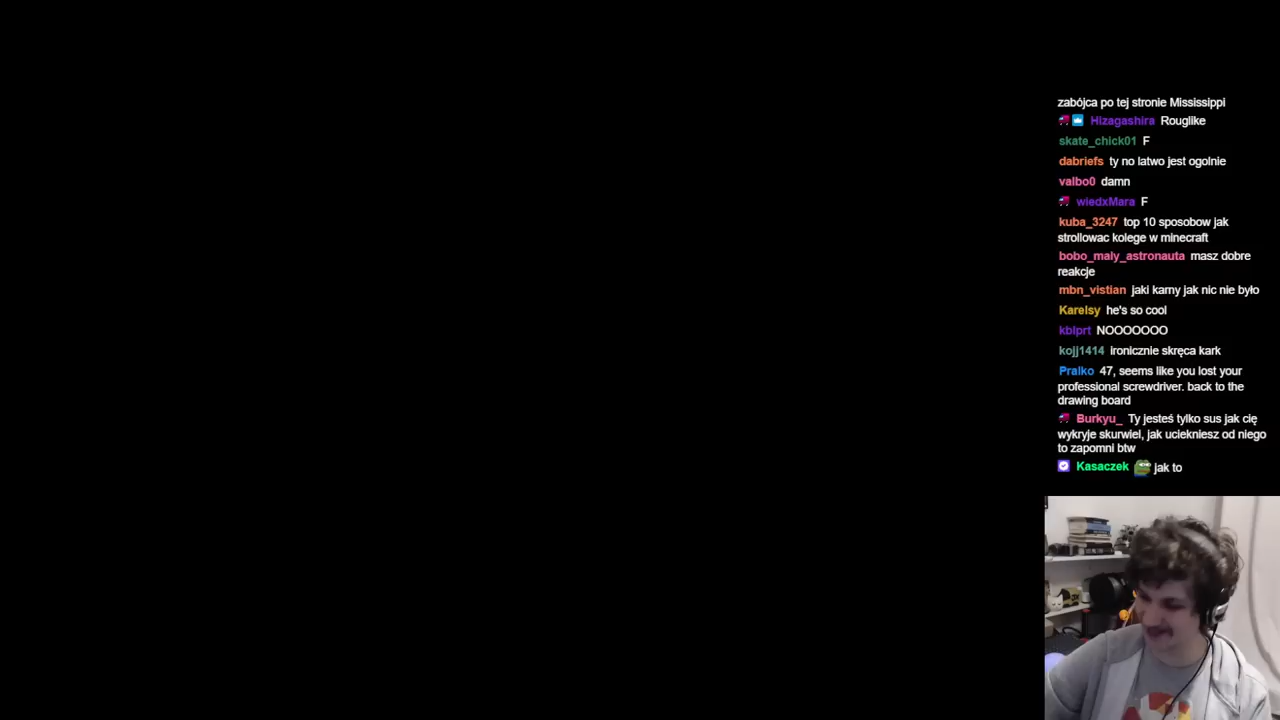 zabójca po tej stronie Mississippi
Hizagashira Rouglike
skate_chick01 F
dabriefs ty no latwo jest ogolnie
valbo0 damn
wiedxMara F
kuba_3247 top 10 sposobow jak
strollowac kolege w minecraft
bobo_maly_astronauta masz dobre
reakcje
mbn_vistian jaki karny jak nic nie było
Karelsy he's so cool
kblprt NOOOOOOO
kojj1414 ironicznie skręca kark
Pralko 47, seems like you lost your
professional screwdriver. back to the
drawing board
Burkyu_ Ty jesteś tylko sus jak cię
wykryje skurwiel, jak uciekniesz od niego
to zapomni btw
Kasaczek jak to